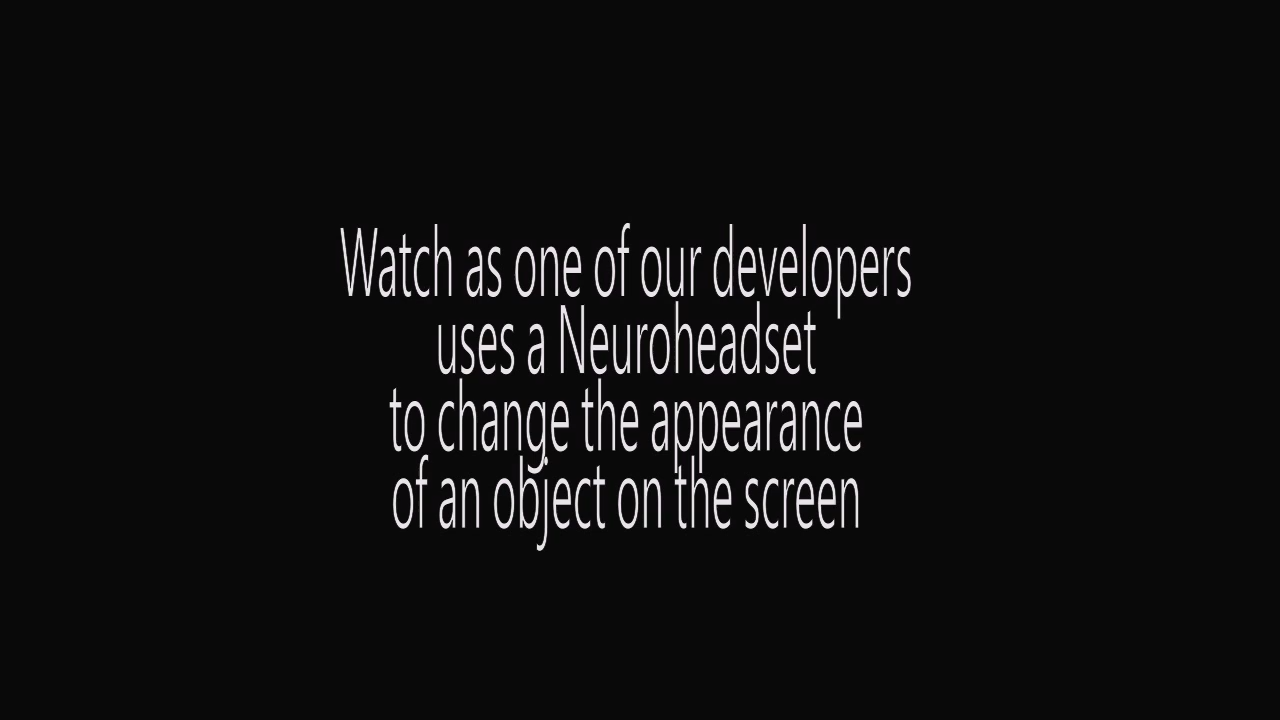 Watch as one of our developers
uses a Neuroheadset
to change the appearance
of an object on the screen